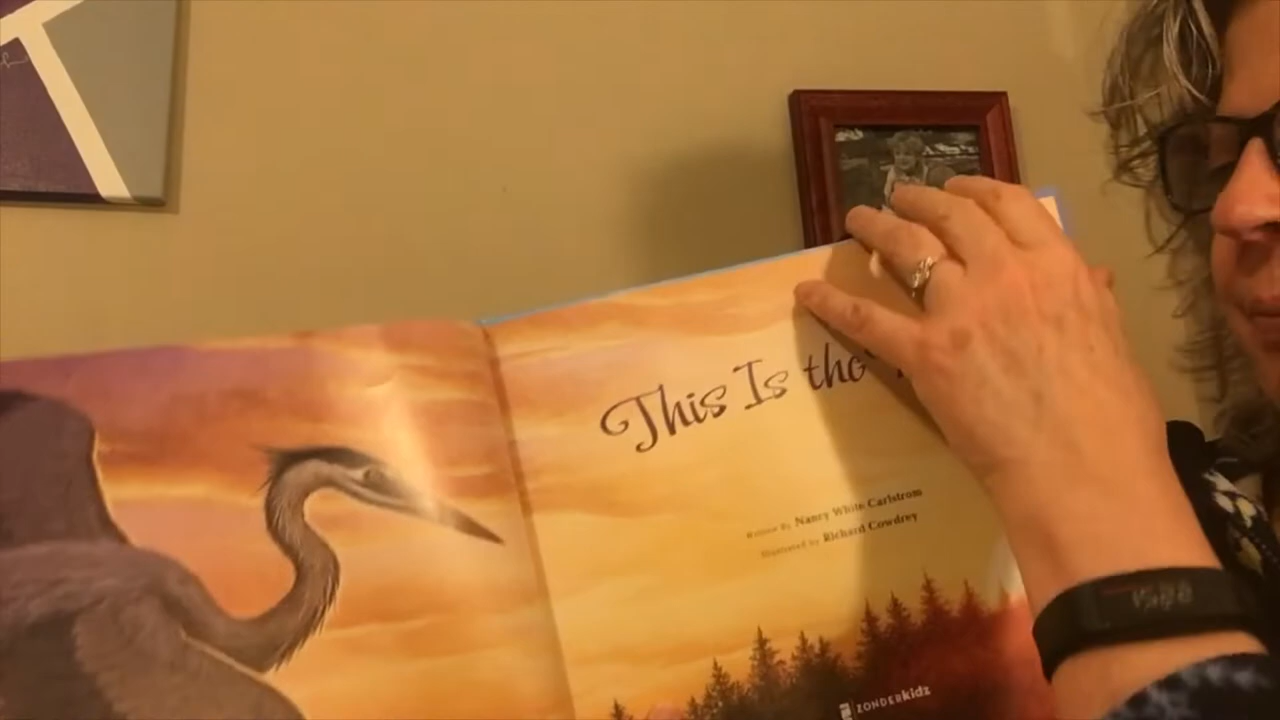 This Is the
Written by Nancy White Carlstrom
Illustrated by Richard Cowdrey
ZONDERkidz